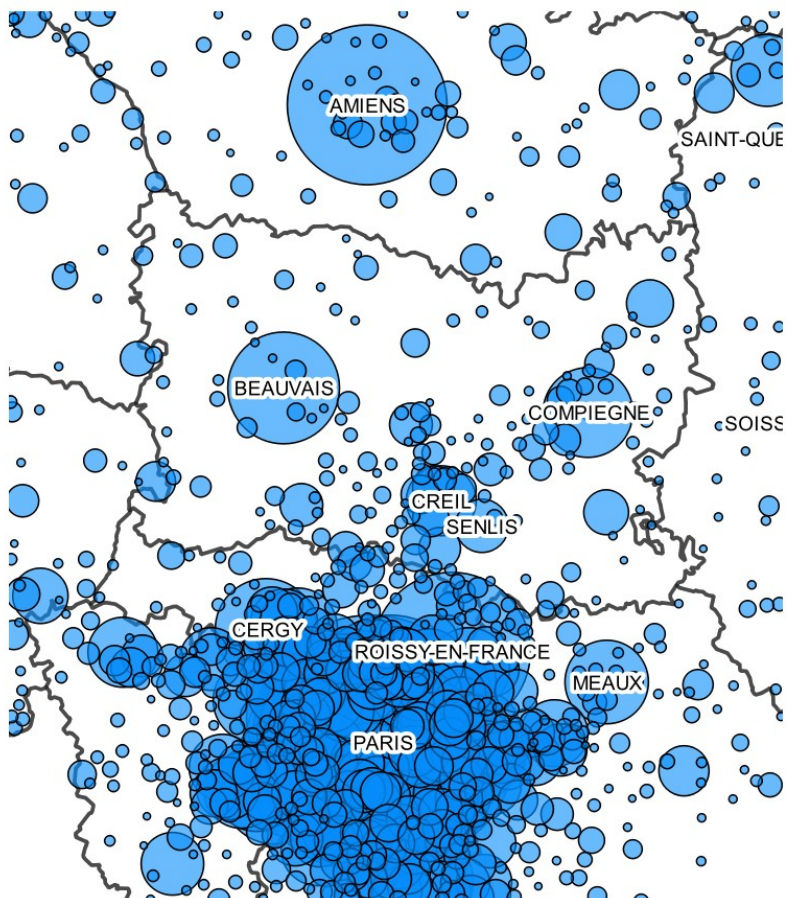 AMIENS
SAINT-QUE
BEAUVAIS
COMPIEGNE
SOISS
CREIL
SENLIS
CERGY
ROISSY-EN-FRANCE
MEAUX
PARIS